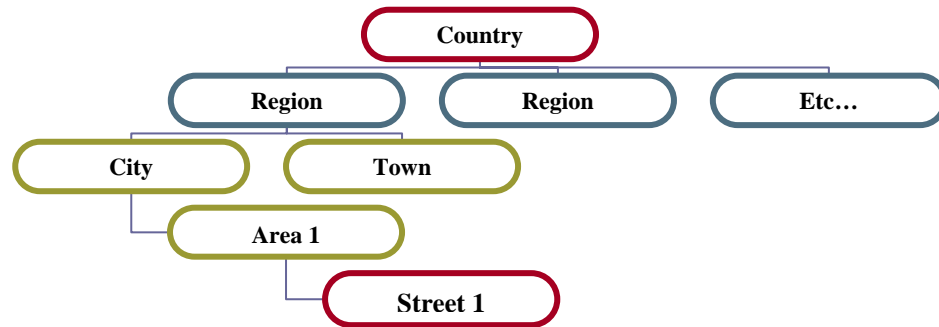 Country
Region
Region
Etc...
City
Town
Area 1
Street 1